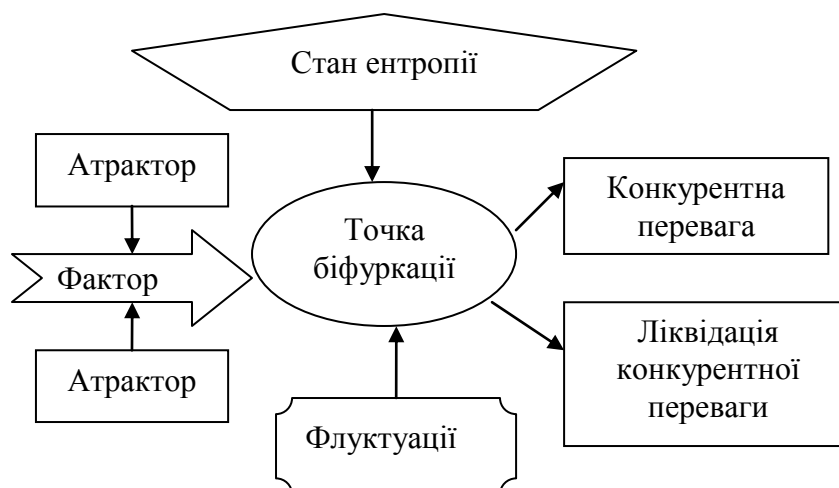 Стан ентропії
Атрактор
Фактор
Атрактор
Точка
біфуркації
Флуктуації
Конкурентна
перевага
Ліквідація
конкурентної
переваги